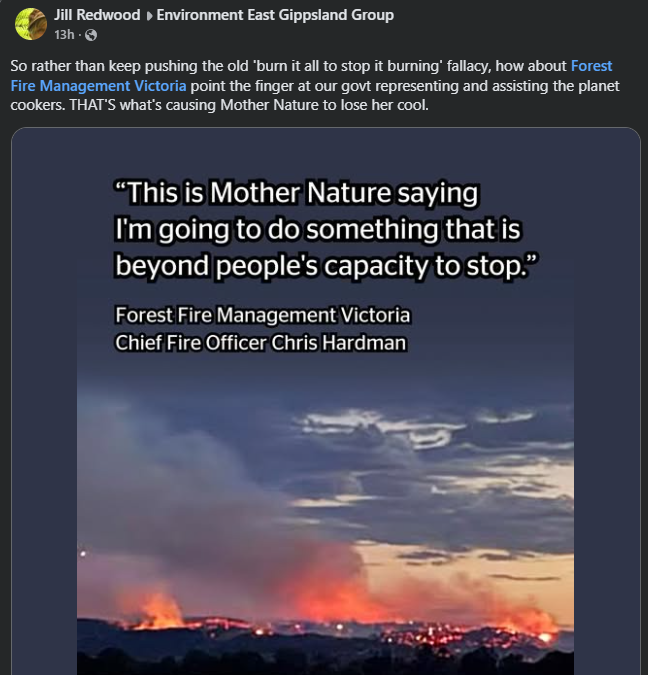 Jill Redwood ▸ Environment East Gippsland Group
13h ·
So rather than keep pushing the old 'burn it all to stop it burning' fallacy, how about Forest
Fire Management Victoria point the finger at our govt representing and assisting the planet
cookers. THAT'S what's causing Mother Nature to lose her cool.
“This is Mother Nature saying
I'm going to do something that is
beyond people's capacity to stop.”
Forest Fire Management Victoria
Chief Fire Officer Chris Hardman